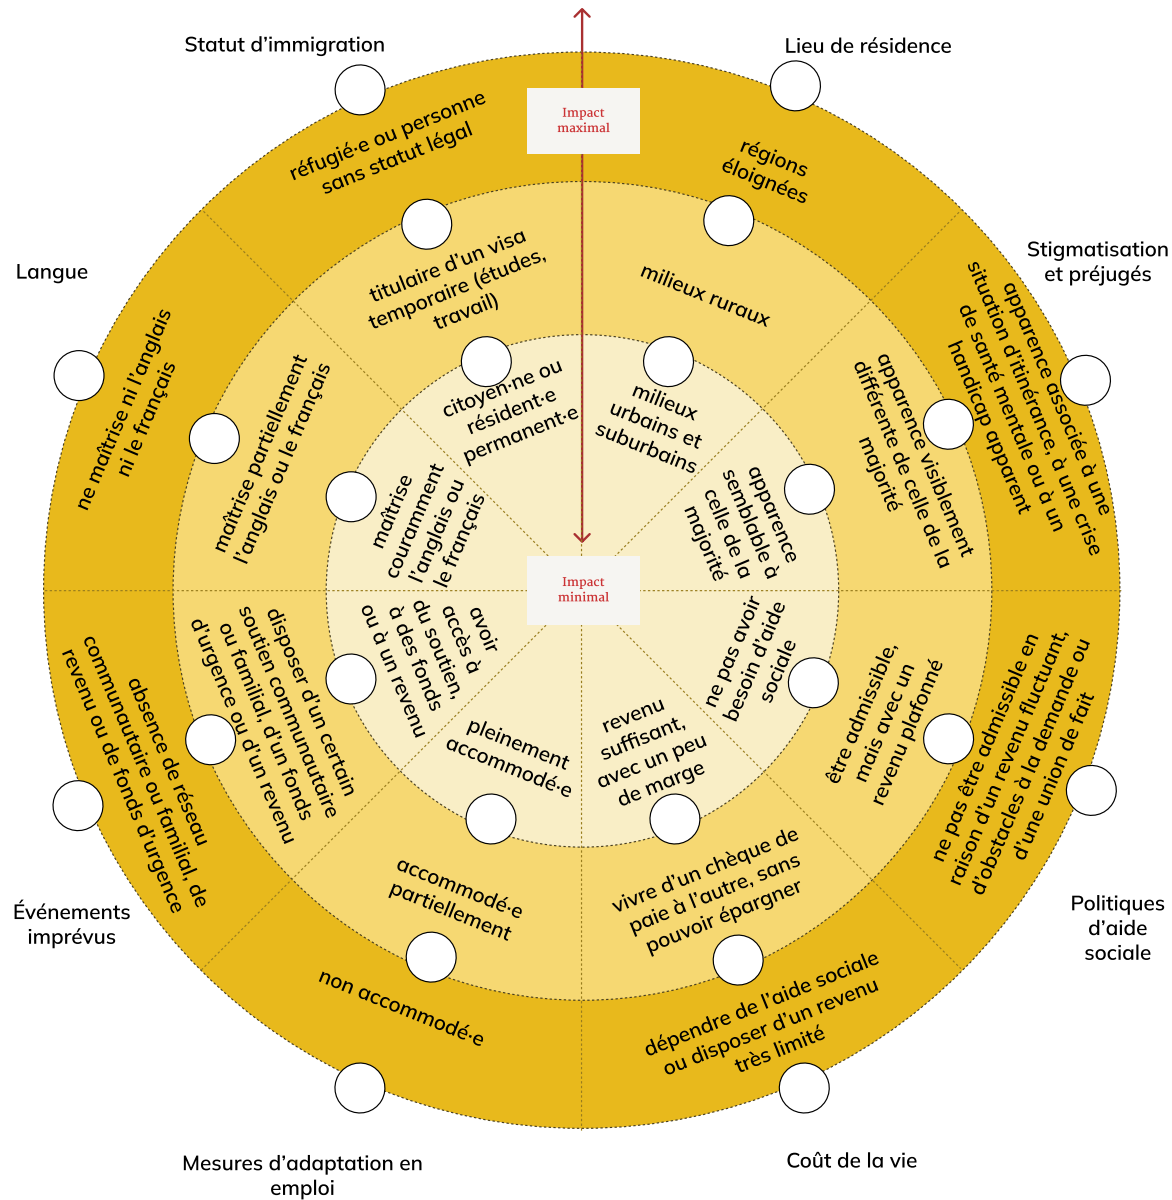 Statut d’immigration
Lieu de résidence
Impact
maximal
réfugié·e ou personne
sans statut légal
régions
éloignées
titulaire d’un visa
temporaire (études,
travail)
milieux ruraux
citoyen·ne ou
résident·e
permanent·e
milieux
urbains et
suburbains
Langue
ne maîtrise ni l’anglais
ni le français
maîtrise partiellement
l’anglais ou le français
maîtrise
couramment
l’anglais ou
le français
Stigmatisation
et préjugés
apparence associée à une
situation d’itinérance, à une crise
de santé mentale ou à un
handicap apparent
apparence visiblement
différente de celle de la
majorité
apparence
semblable à
celle de la
majorité
Impact
minimal
avoir
accès à
du soutien,
à des fonds
ou à un revenu
disposer d’un certain
soutien communautaire
ou familial, d’un fonds
d’urgence ou d’un revenu
absence de réseau
communautaire ou familial, de
revenu ou de fonds d’urgence
Événements
imprévus
ne pas avoir
besoin d’aide
sociale
être admissible,
mais avec un
revenu plafonné
ne pas être admissible en
raison d’un revenu fluctuant,
d’obstacles à la demande ou
d’une union de fait
Politiques
d’aide
sociale
pleinement
accommodé·e
accommodé·e
partiellement
non accommodé·e
Mesures d’adaptation en
emploi
revenu
suffisant,
avec un peu
de marge
vivre d’un chèque de
paie à l’autre, sans
pouvoir épargner
dépendre de l’aide sociale
ou disposer d’un revenu
très limité
Coût de la vie